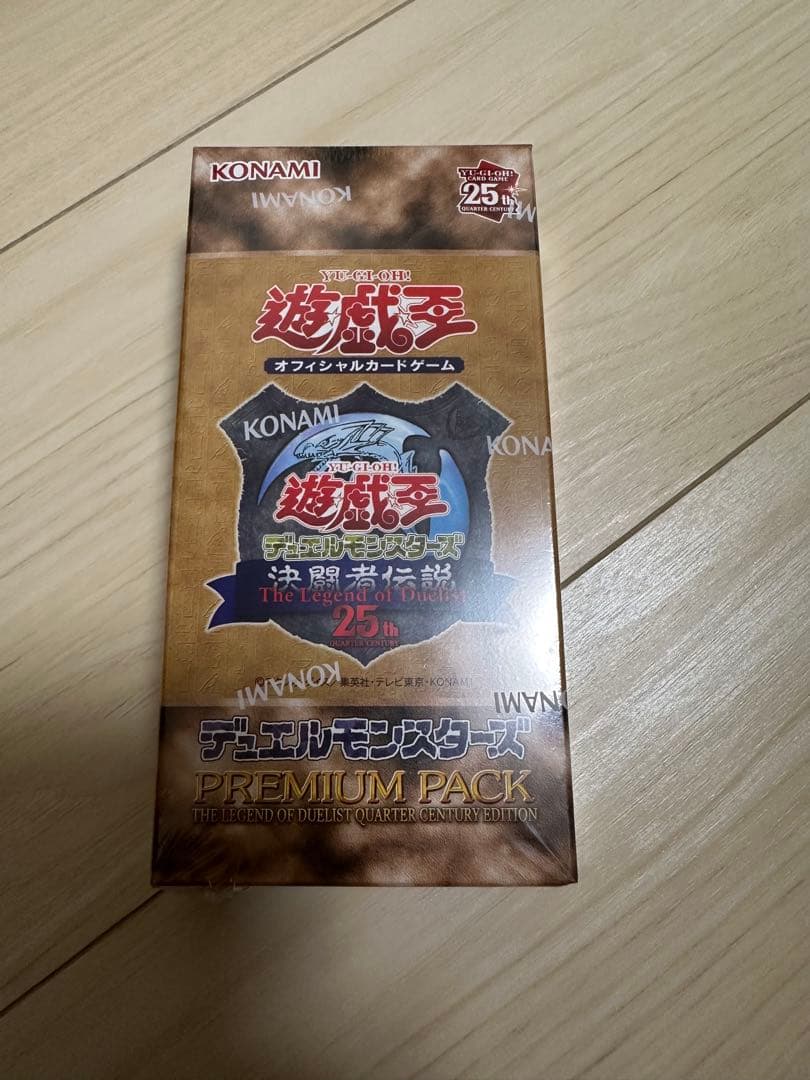 KONAMI
YU-GI-OH!
CARD GAME
25th
QUARTER CENTURY
KONAMI
YU-GI-OH!
遊戯王
オフィシャルカードゲーム
KONAMI
KONA
YU-GI-OH!
遊戯王
デュエルモンスターズ
決闘者伝説
The Legend of Duelist
25th
QUARTER CENTURY
集英社・テレビ東京・KONAMI
KONAMI
KONAMI
デュエルモンスターズ
PREMIUM PACK
THE LEGEND OF DUELIST QUARTER CENTURY EDITION